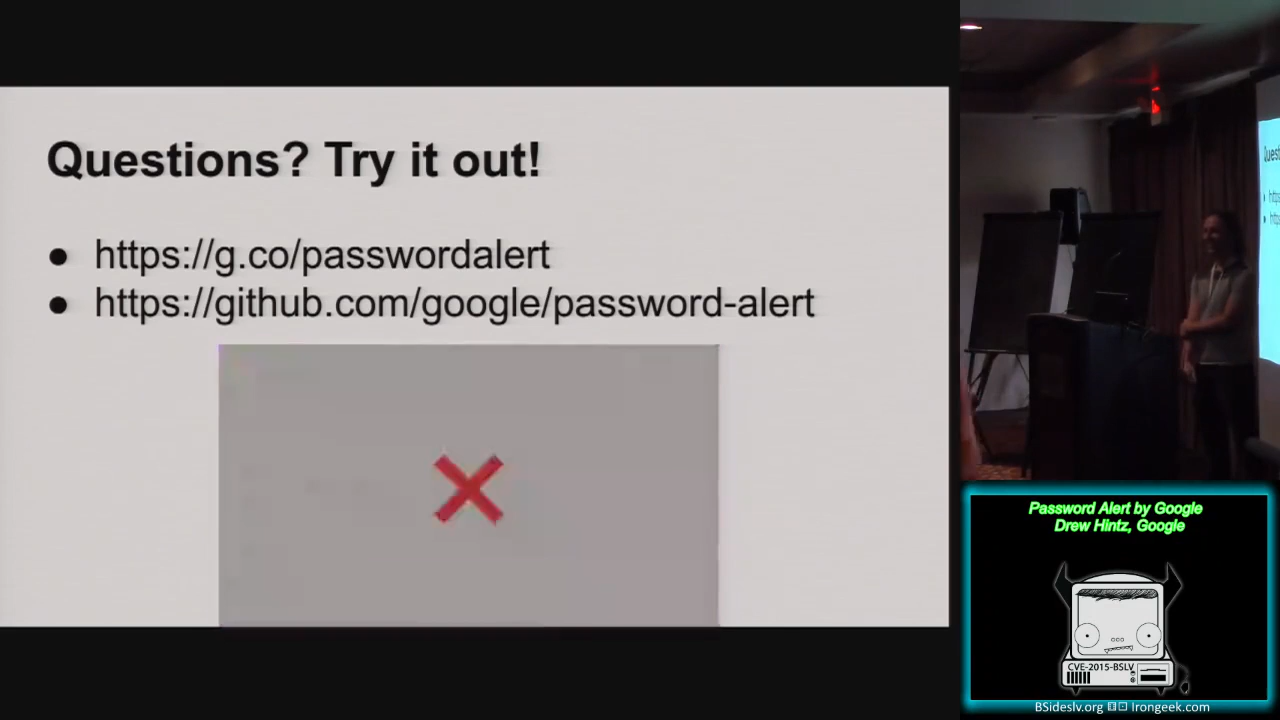 Questions? Try it out!
● https://g.co/passwordalert
● https://github.com/google/password-alert
Password Alert by Google
Drew Hintz, Google
CVE-2015-BSLV
BSideslv.org Irongeek.com